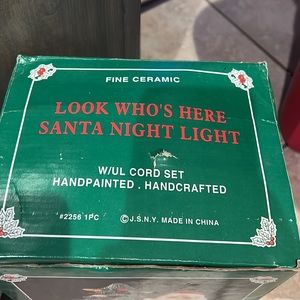 FINE CERAMIC
LOOK WHO'S HERE
SANTA NIGHT LIGHT
W/UL CORD SET
HANDPAINTED . HANDCRAFTED
#2256 1PC © J.S.N.Y. MADE IN CHINA